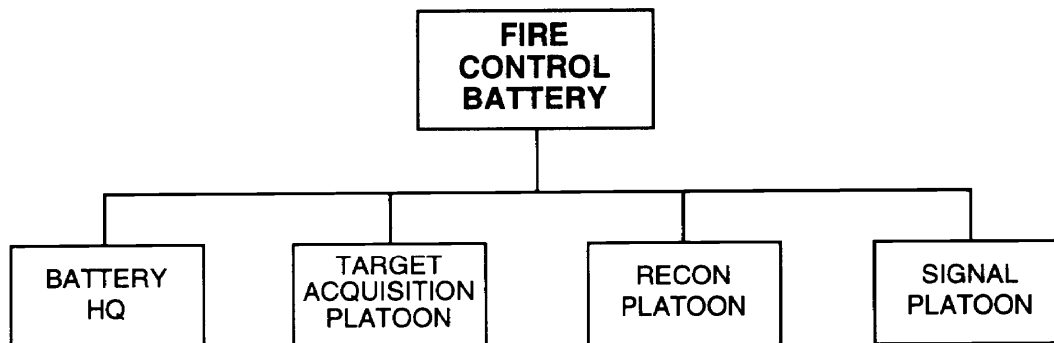 FIRE
CONTROL
BATTERY
BATTERY
HQ
TARGET
ACQUISITION
PLATOON
RECON
PLATOON
SIGNAL
PLATOON